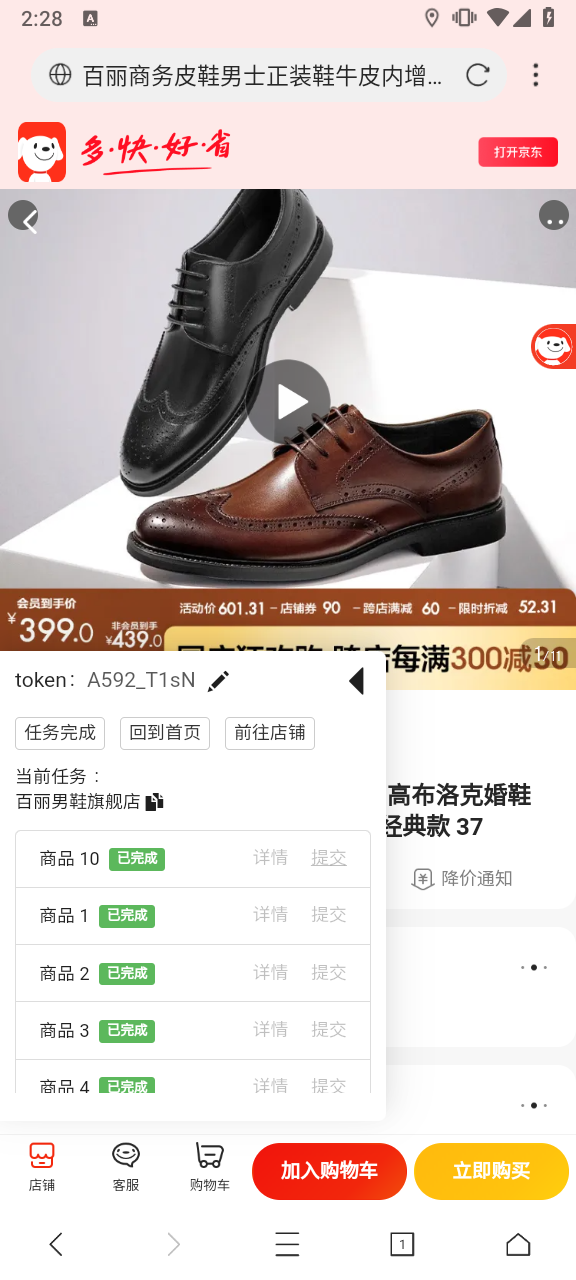 2:28
A
百丽商务皮鞋男士正装鞋牛皮内增...
多·快·好·省
打开京东
会员到手价
¥399.0
非会员到手
¥439.0
活动价601.31-店铺券 90 -跨店满减 60 -限时折减 52.31
每满300减30
1/11
token: A592_T1sN
任务完成
回到首页
前往店铺
当前任务：
百丽男鞋旗舰店
高布洛克婚鞋
经典款 37
降价通知
商品 10 已完成 详情 提交
商品 1 已完成 详情 提交
商品 2 已完成 详情 提交
商品 3 已完成 详情 提交
商品 4 已完成 详情 提交
店铺
客服
购物车
加入购物车
立即购买
1